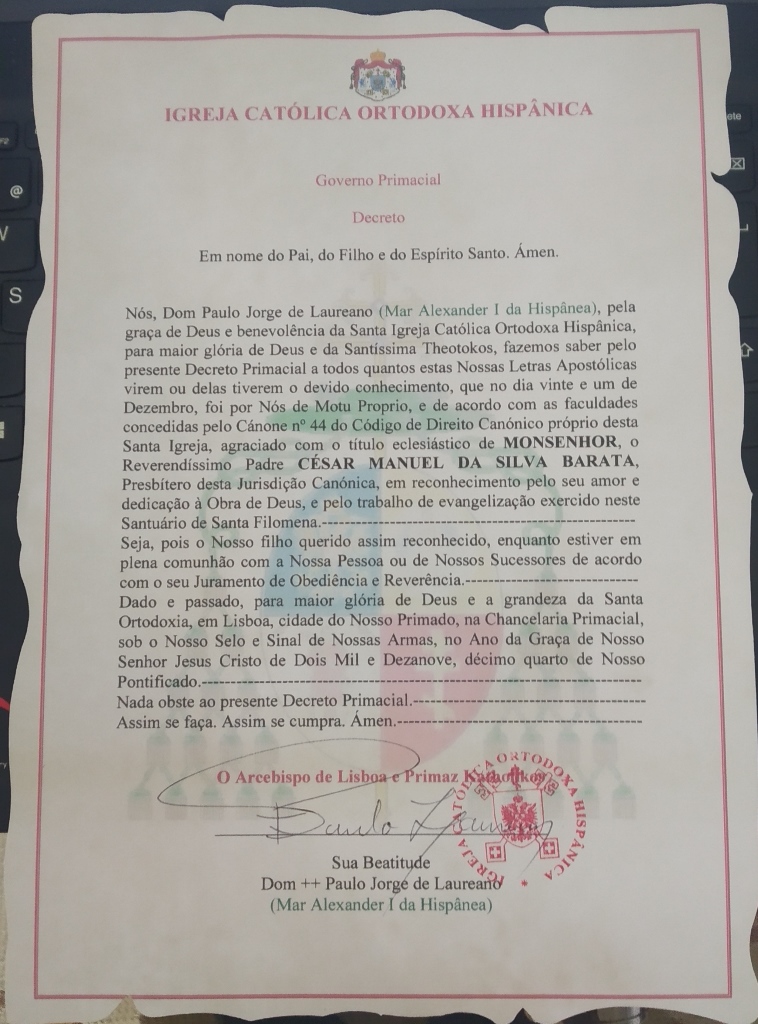 IGREJA CATÓLICA ORTODOXA HISPÂNICA
Governo Primacial
Decreto
Em nome do Pai, do Filho e do Espírito Santo. Ámen.
Nós, Dom Paulo Jorge de Laureano (Mar Alexander I da Hispânea), pela
graça de Deus e benevolência da Santa Igreja Católica Ortodoxa Hispânica,
para maior glória de Deus e da Santíssima Theotokos, fazemos saber pelo
presente Decreto Primacial a todos quantos estas Nossas Letras Apostólicas
virem ou delas tiverem o devido conhecimento, que no dia vinte e um de
Dezembro, foi por Nós de Motu Proprio, e de acordo com as faculdades
concedidas pelo Cánone nº 44 do Código de Direito Canónico próprio desta
Santa Igreja, agraciado com o título eclesiástico de MONSENHOR, o
Reverendíssimo Padre CÉSAR MANUEL DA SILVA BARATA,
Presbítero desta Jurisdição Canónica, em reconhecimento pelo seu amor e
dedicação à Obra de Deus, e pelo trabalho de evangelização exercido neste
Santuário de Santa Filomena.------------------------------------------------------
Seja, pois o Nosso filho querido assim reconhecido, enquanto estiver em
plena comunhão com a Nossa Pessoa ou de Nossos Sucessores de acordo
com o seu Juramento de Obediência e Reverência.------------------------------
Dado e passado, para maior glória de Deus e a grandeza da Santa
Ortodoxia, em Lisboa, cidade do Nosso Primado, na Chancelaria Primacial,
sob o Nosso Selo e Sinal de Nossas Armas, no Ano da Graça de Nosso
Senhor Jesus Cristo de Dois Mil e Dezanove, décimo quarto de Nosso
Pontificado.----------------------------------------------------------------------------
Nada obste ao presente Decreto Primacial.----------------------------------------
Assim se faça. Assim se cumpra. Ámen.------------------------------------------
O Arcebispo de Lisboa e Primaz Katholikos
Paulo Laureano
IGREJA CATÓLICA ORTODOXA HISPÂNICA *
Sua Beatitude
Dom ++ Paulo Jorge de Laureano
(Mar Alexander I da Hispânea)
@
S